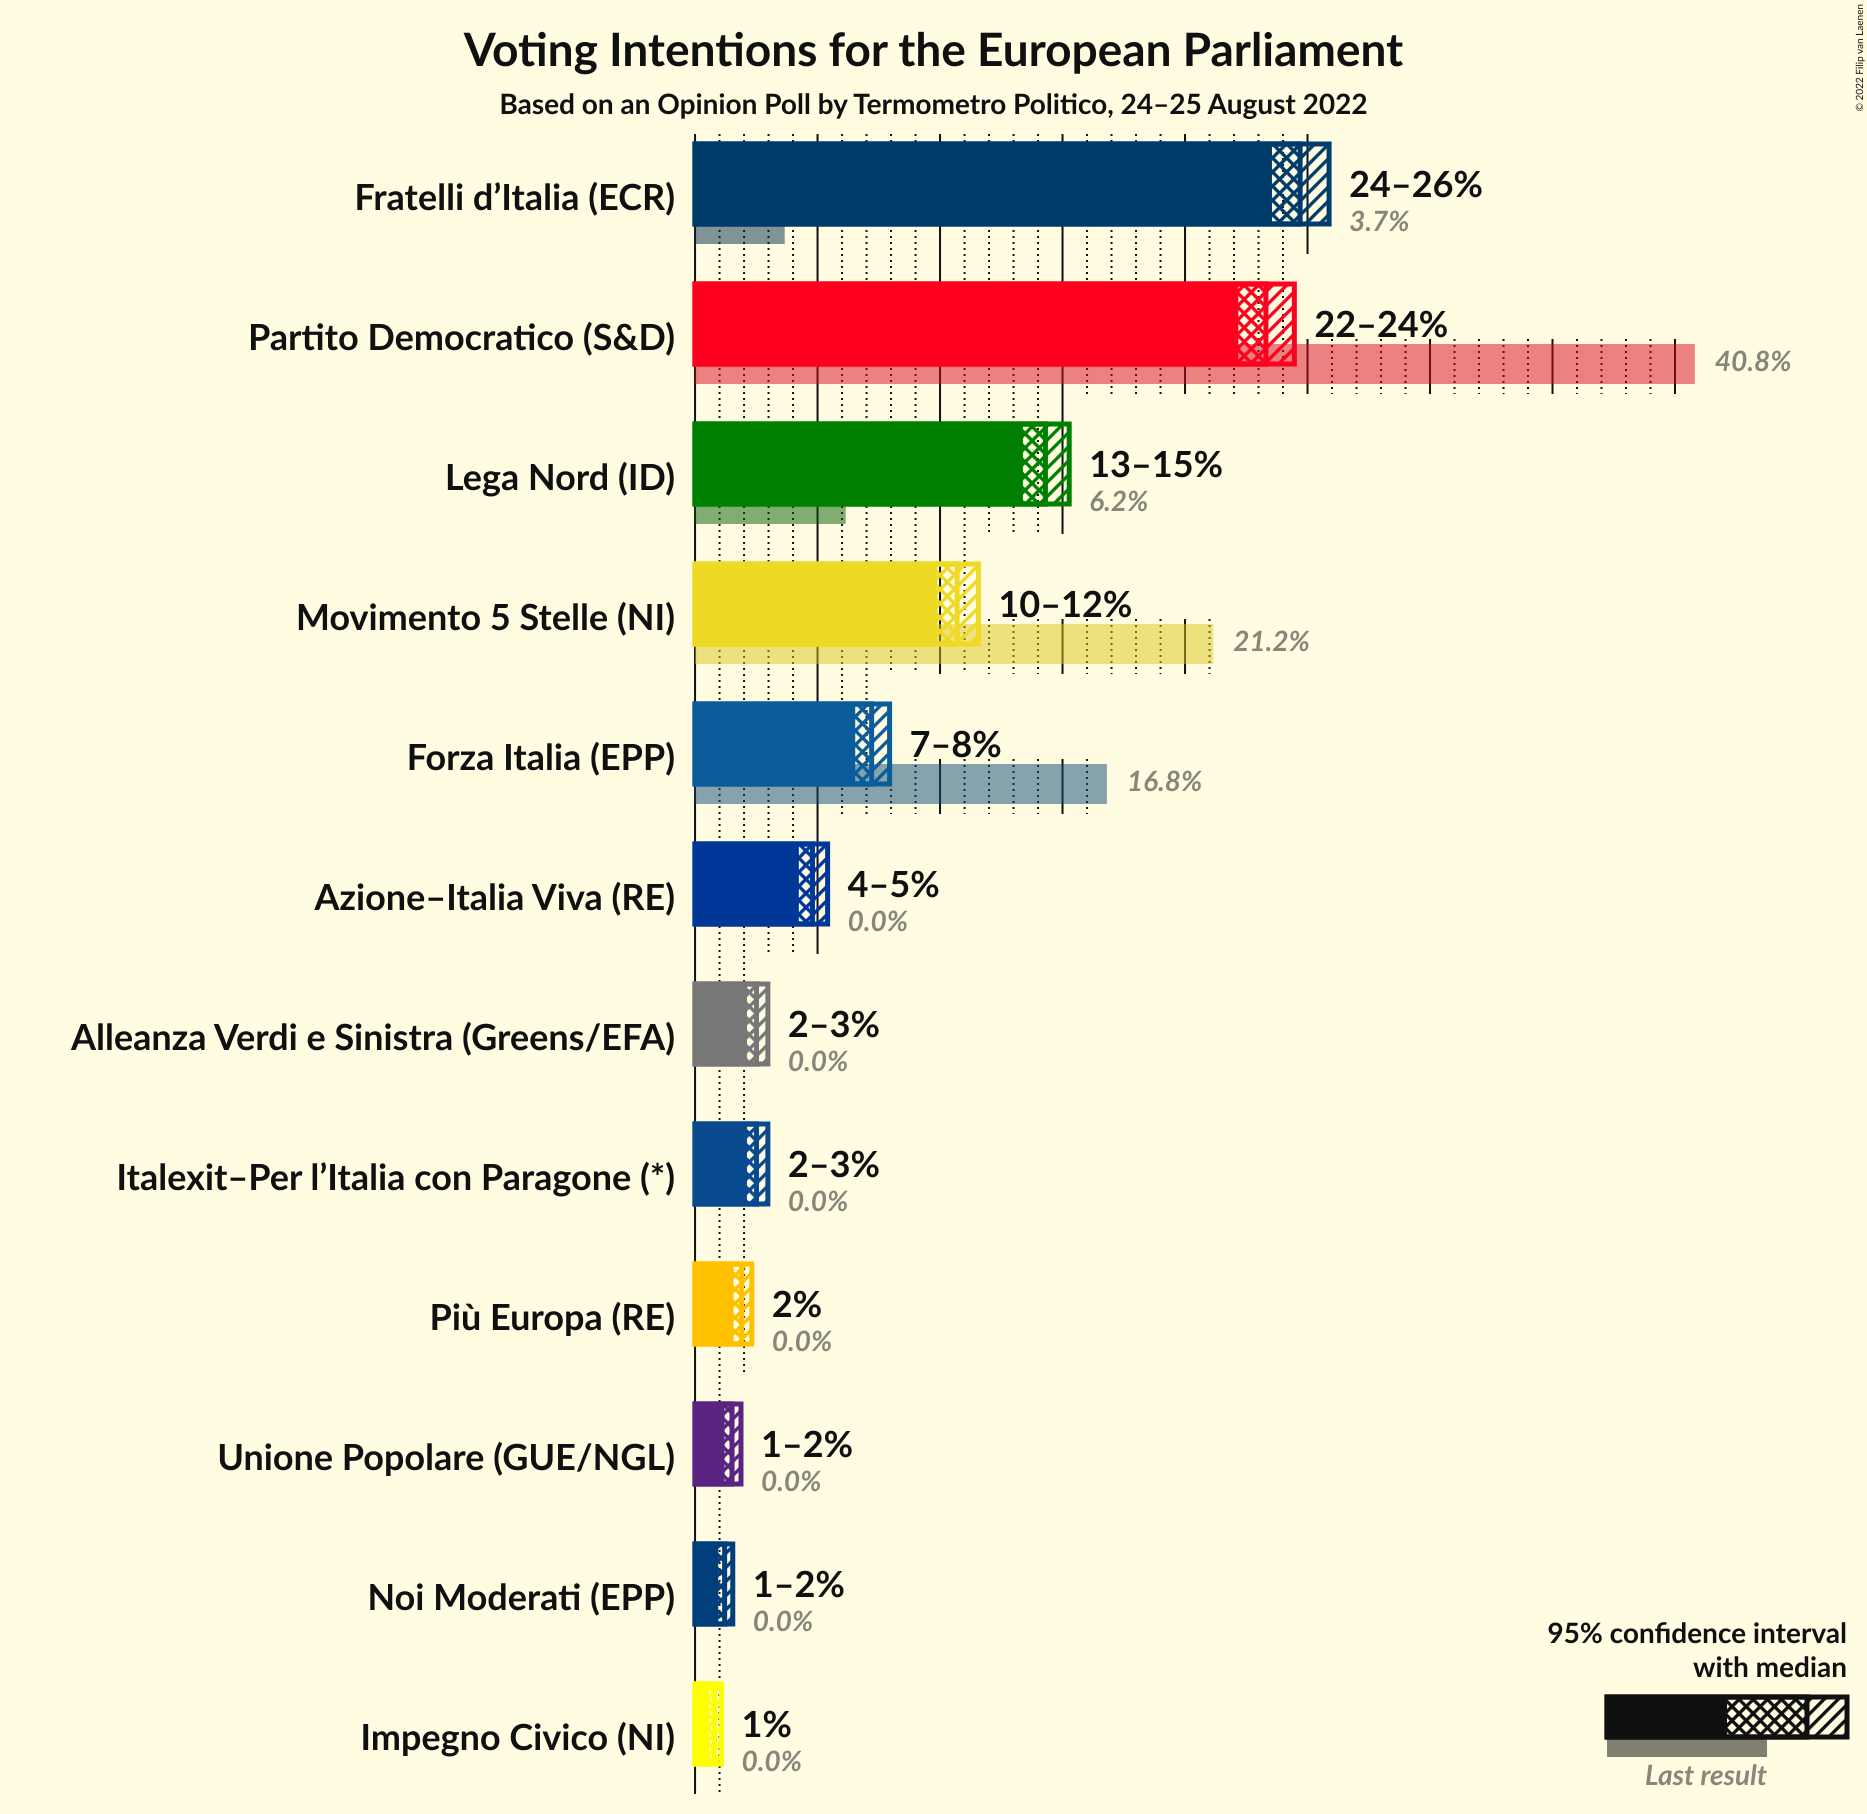 Voting Intentions for the European Parliament
Based on an Opinion Poll by Termometro Politico, 24–25 August 2022
© 2022 Filip van Laenen
Fratelli d’Italia (ECR)
24–26%
3.7%
Partito Democratico (S&D)
22–24%
40.8%
Lega Nord (ID)
13–15%
6.2%
Movimento 5 Stelle (NI)
10–12%
21.2%
Forza Italia (EPP)
7–8%
16.8%
Azione–Italia Viva (RE)
4–5%
0.0%
Alleanza Verdi e Sinistra (Greens/EFA)
2–3%
0.0%
Italexit–Per l’Italia con Paragone (*)
2–3%
0.0%
Più Europa (RE)
2%
0.0%
Unione Popolare (GUE/NGL)
1–2%
0.0%
Noi Moderati (EPP)
1–2%
0.0%
Impegno Civico (NI)
1%
0.0%
95% confidence interval
with median
Last result